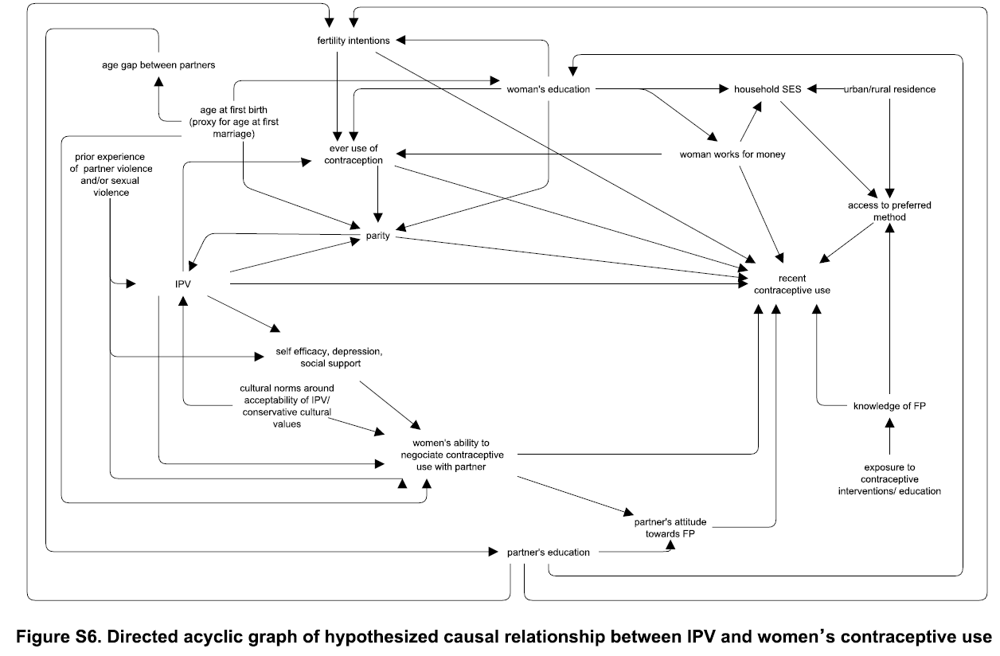 fertility intentions
age gap between partners
woman's education
household SES
urban/rural residence
age at first birth
(proxy for age at first
marriage)
prior experience
of partner violence
and/or sexual
violence
ever use of
contraception
woman works for money
access to preferred
method
parity
IPV
recent
contraceptive use
self efficacy, depression,
social support
cultural norms around
acceptability of IPV/
conservative cultural
values
knowledge of FP
women's ability to
negociate contraceptive
use with partner
exposure to
contraceptive
interventions/ education
partner's attitude
towards FP
partner's education
Figure S6. Directed acyclic graph of hypothesized causal relationship between IPV and women’s contraceptive use